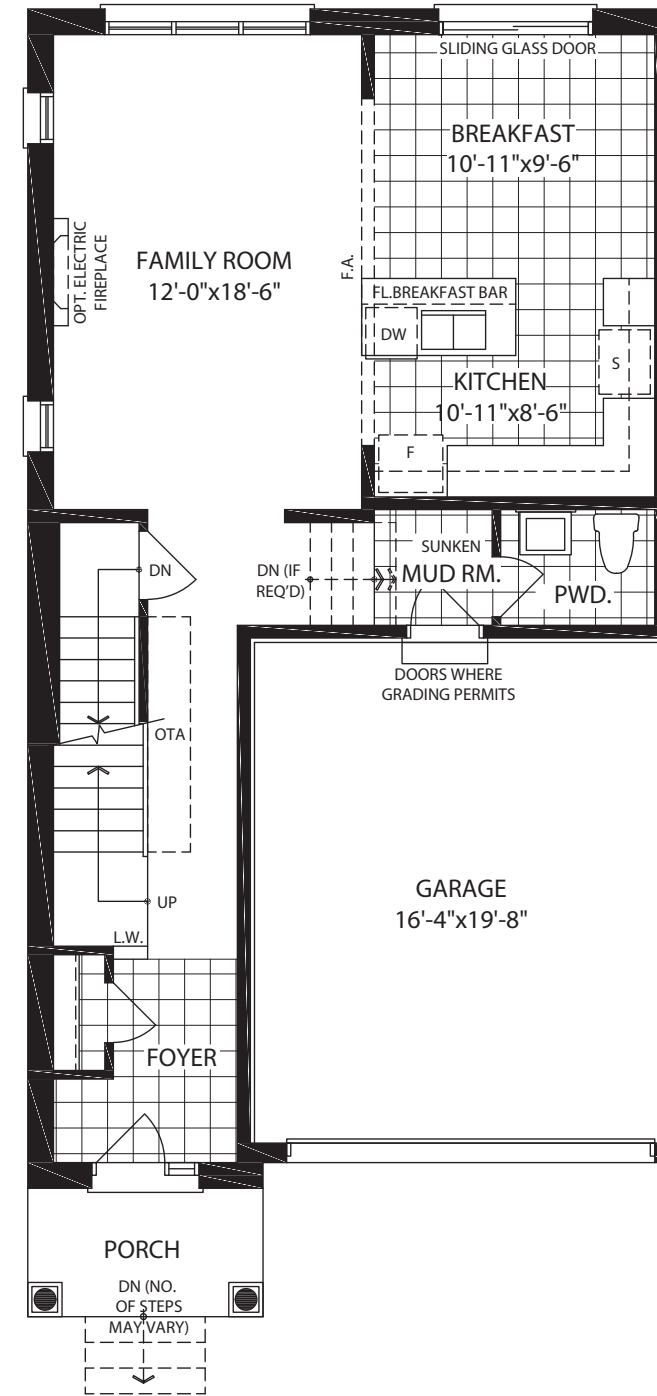 SLIDING GLASS DOOR
BREAKFAST
10'-11"x9'-6"
OPT. ELECTRIC
FIREPLACE
FAMILY ROOM
12'-0"x18'-6"
F.A.
FL.BREAKFAST BAR
DW
S
KITCHEN
10'-11"x8'-6"
F
DN
DN (IF
REQ'D)
SUNKEN
MUD RM.
PWD.
DOORS WHERE
GRADING PERMITS
OTA
UP
L.W.
GARAGE
16'-4"x19'-8"
FOYER
PORCH
DN (NO.
OF STEPS
MAY VARY)